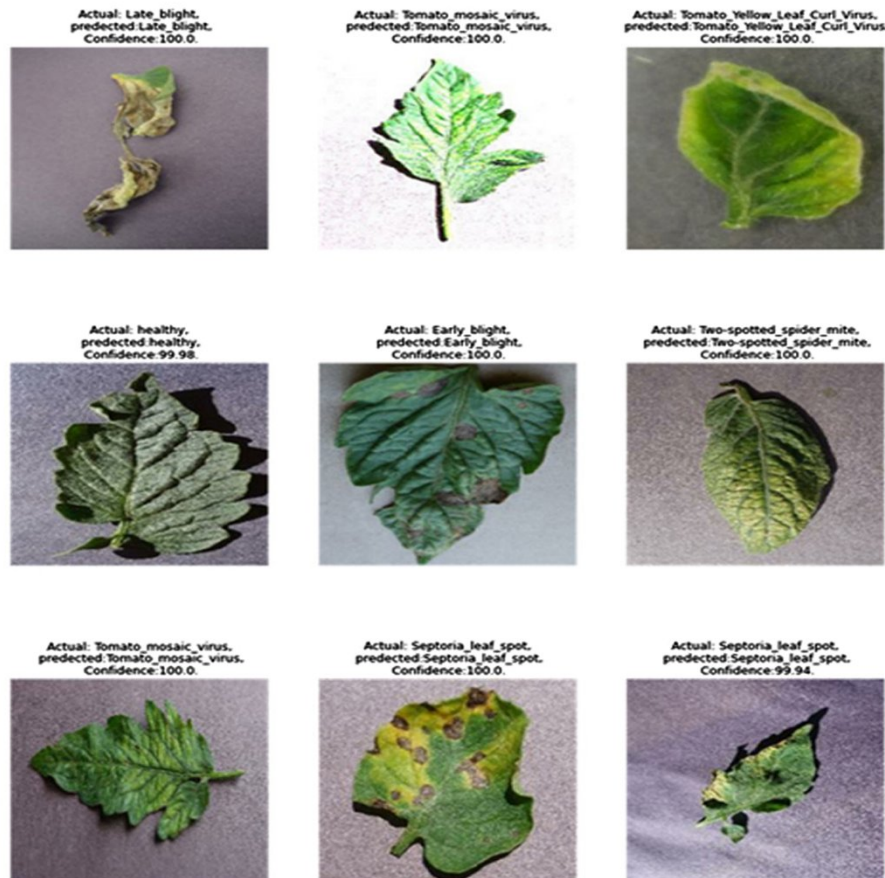 Actual: Late_blight,
predected:Late_blight,
Confidence:100.0.
Actual: Tomato_mosaic_virus,
predected:Tomato_mosaic_virus,
Confidence:100.0.
Actual: Tomato_Yellow_Leaf_Curl_Virus,
predected:Tomato_Yellow_Leaf_Curl_Virus
Confidence:100.0.
Actual: healthy,
predected:healthy,
Confidence:99.98.
Actual: Early_blight,
predected:Early_blight,
Confidence:100.0.
Actual: Two-spotted_spider_mite,
predected:Two-spotted_spider_mite,
Confidence:100.0.
Actual: Tomato_mosaic_virus,
predected:Tomato_mosaic_virus,
Confidence:100.0.
Actual: Septoria_leaf_spot,
predected:Septoria_leaf_spot,
Confidence:100.0.
Actual: Septoria_leaf_spot,
predected:Septoria_leaf_spot,
Confidence:99.94.